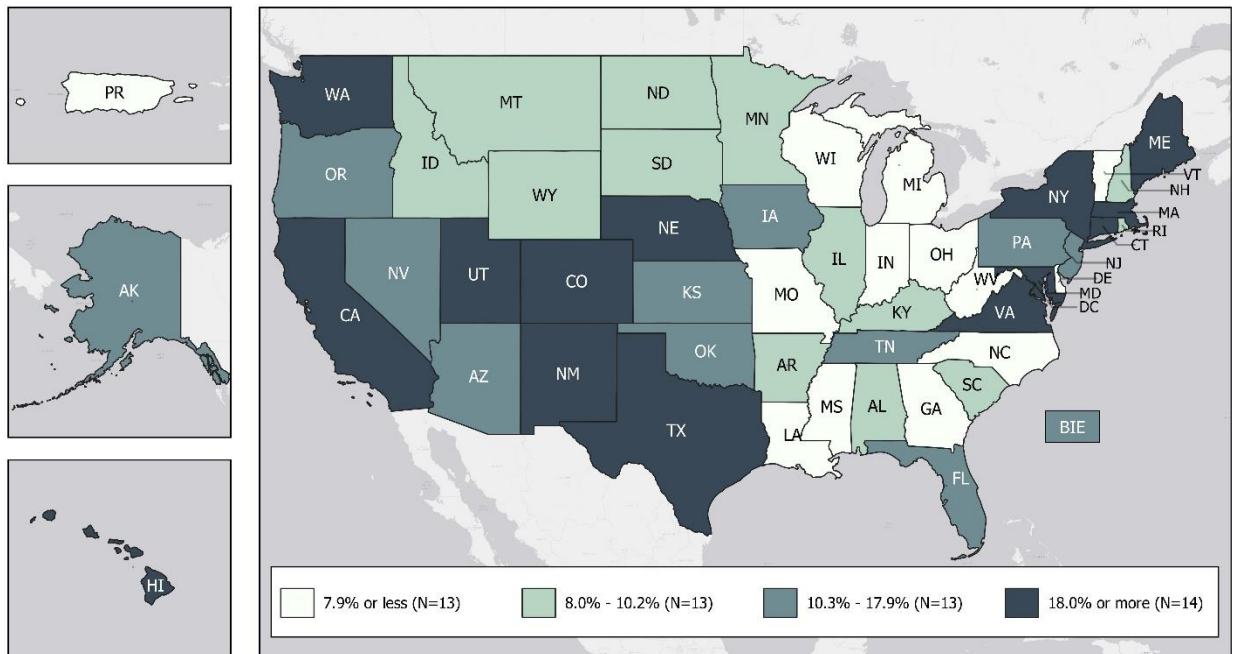 PR
AK
HI
WA
OR
CA
NV
ID
MT
WY
UT
AZ
CO
NM
ND
SD
NE
KS
OK
TX
MN
IA
MO
AR
LA
WI
IL
MI
IN
OH
KY
TN
MS
AL
GA
FL
SC
NC
VA
WV
PA
NY
ME
VT
NH
MA
RI
CT
NJ
DE
MD
DC
BIE
7.9% or less (N=13)
8.0% - 10.2% (N=13)
10.3% - 17.9% (N=13)
18.0% or more (N=14)